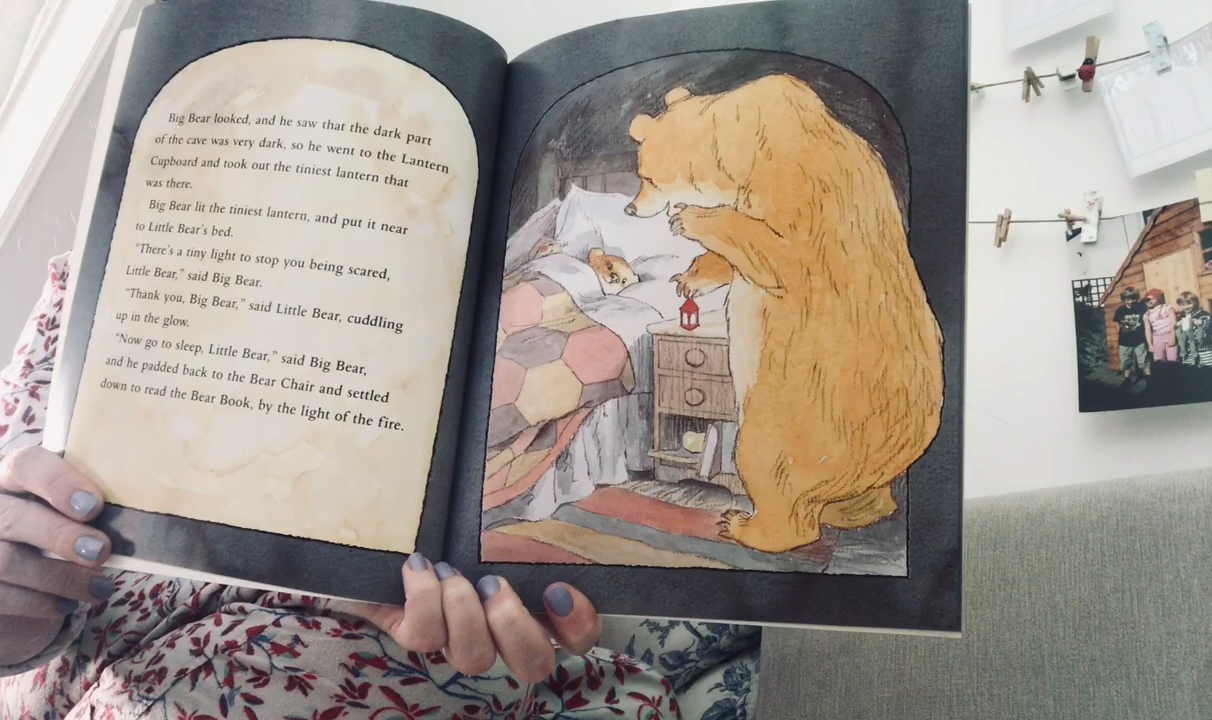 Big Bear looked, and he saw that the dark part
of the cave was very dark, so he went to the Lantern
Cupboard and took out the tiniest lantern that
was there.
Big Bear lit the tiniest lantern, and put it near
to Little Bear's bed.
"There's a tiny light to stop you being scared,
Little Bear," said Big Bear.
"Thank you, Big Bear," said Little Bear, cuddling
up in the glow.
"Now go to sleep, Little Bear," said Big Bear,
and he padded back to the Bear Chair and settled
down to read the Bear Book, by the light of the fire.